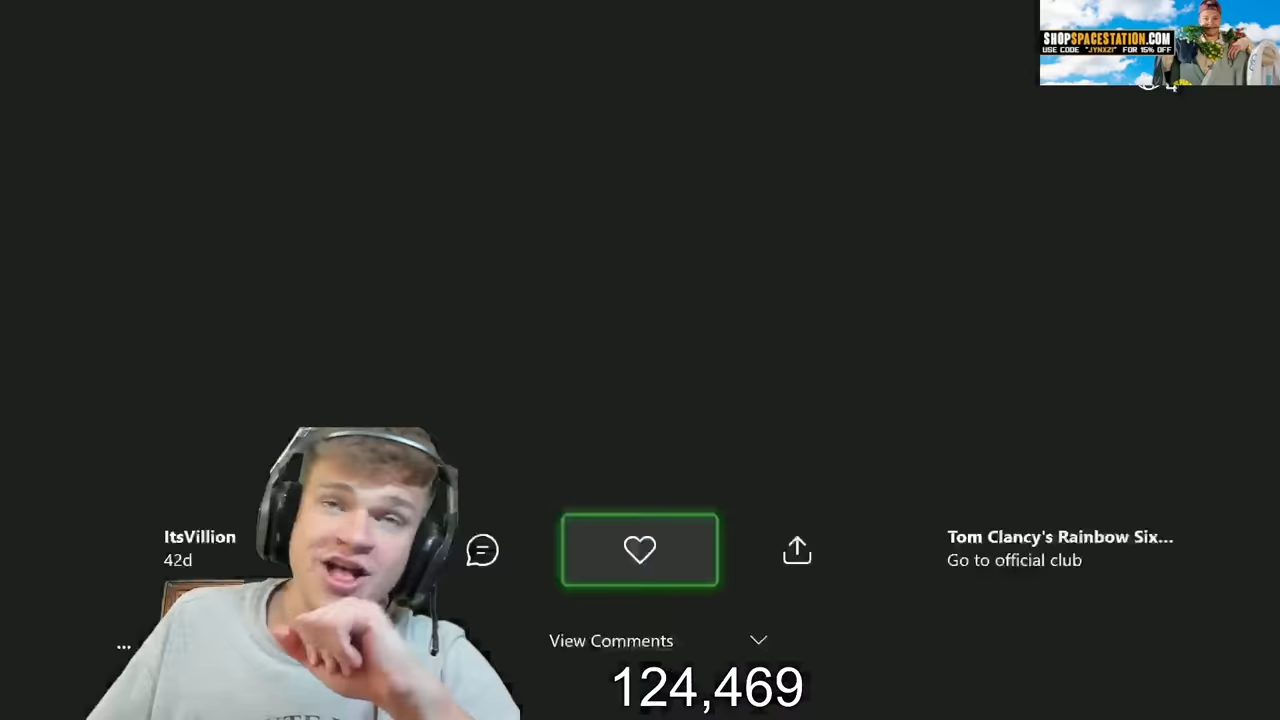 SHOPSPACESTATION.COM
USE CODE "JYNXZI" FOR 15% OFF
4
ItsVillion
42d
Tom Clancy's Rainbow Six...
Go to official club
...
View Comments
124,469